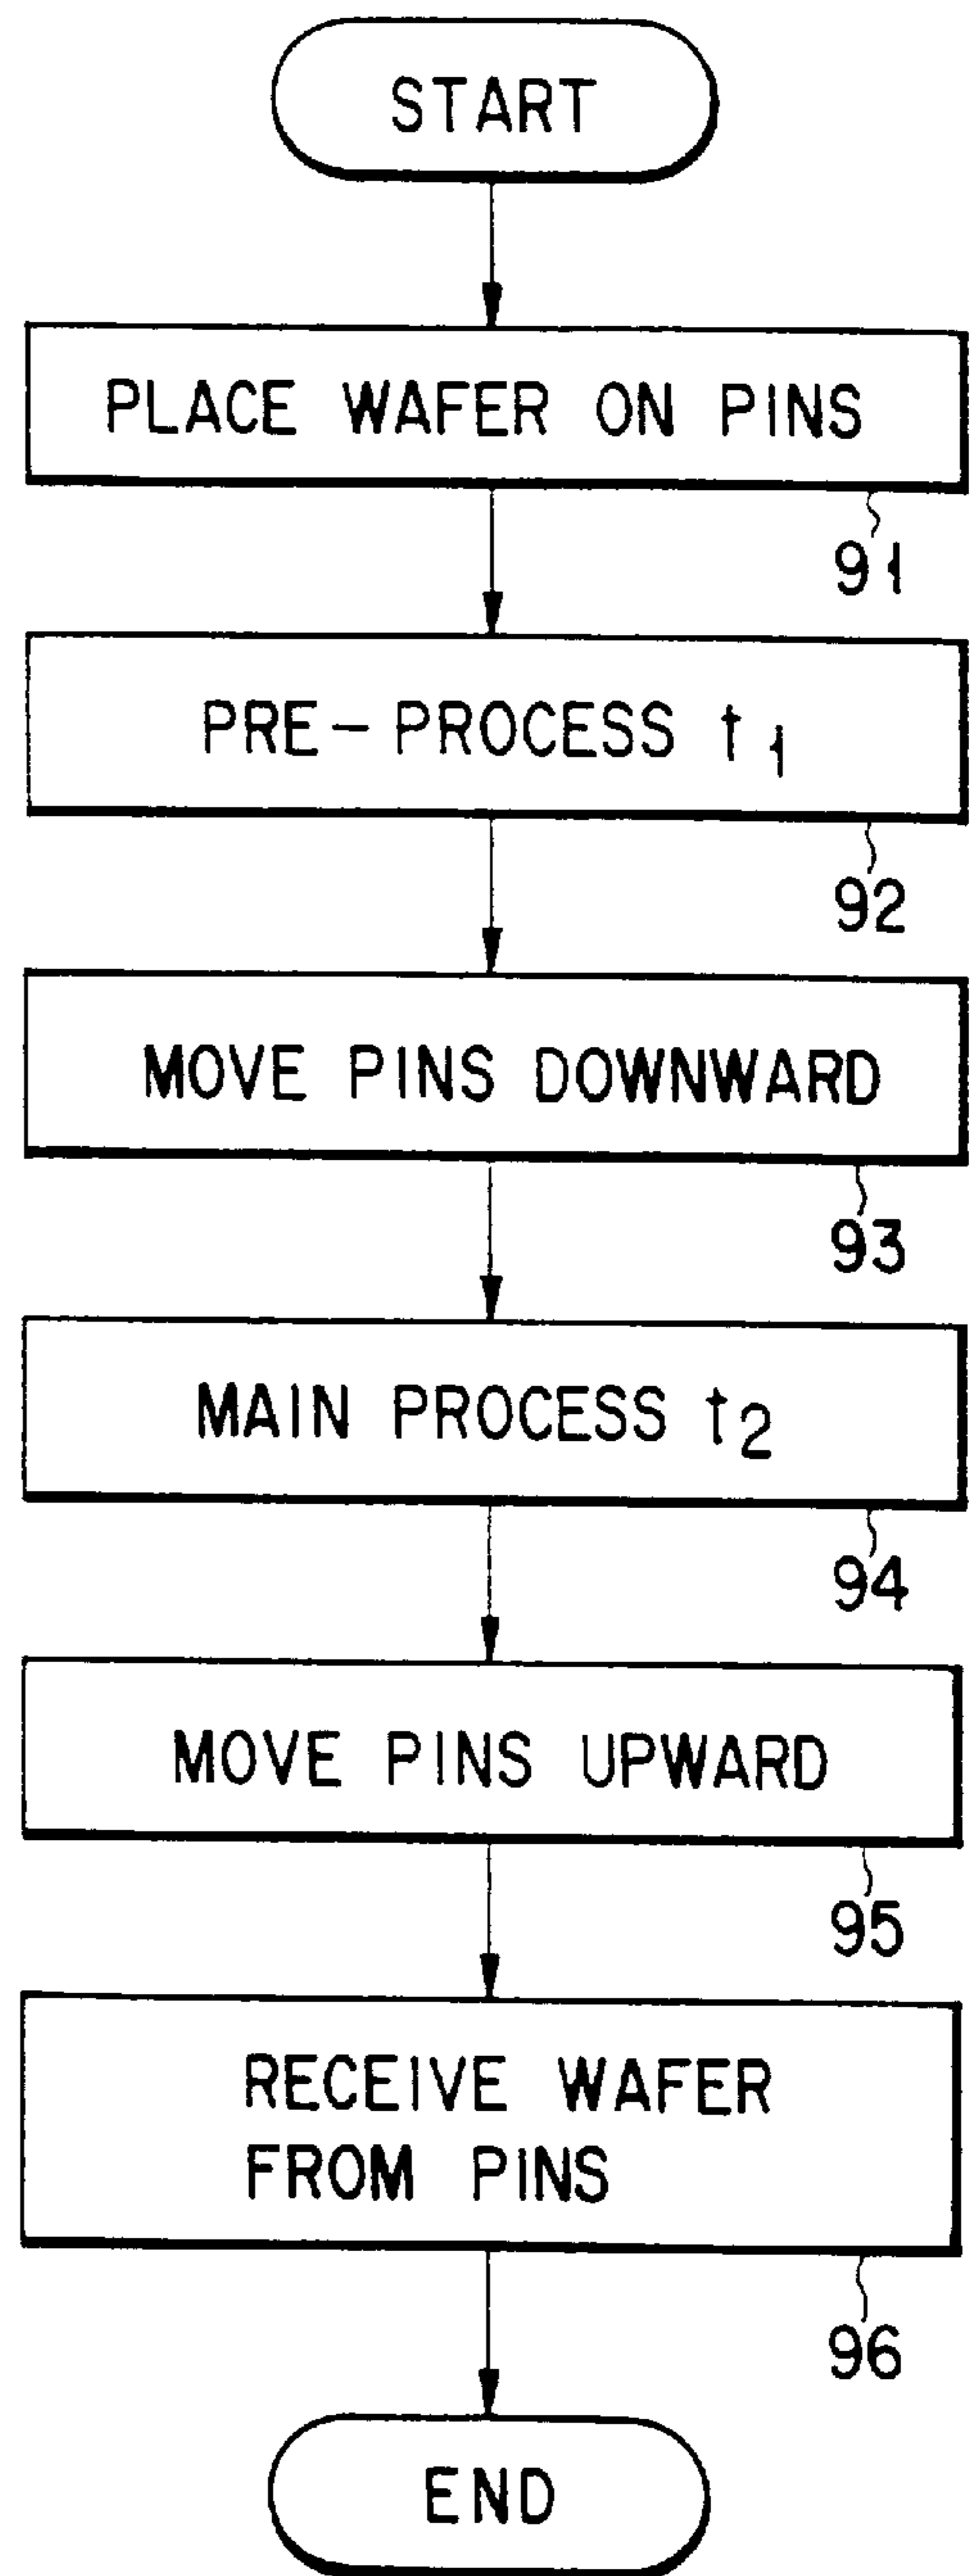 START
PLACE WAFER ON PINS
91
PRE-PROCESS t1
92
MOVE PINS DOWNWARD
93
MAIN PROCESS t2
94
MOVE PINS UPWARD
95
RECEIVE WAFER
FROM PINS
96
END